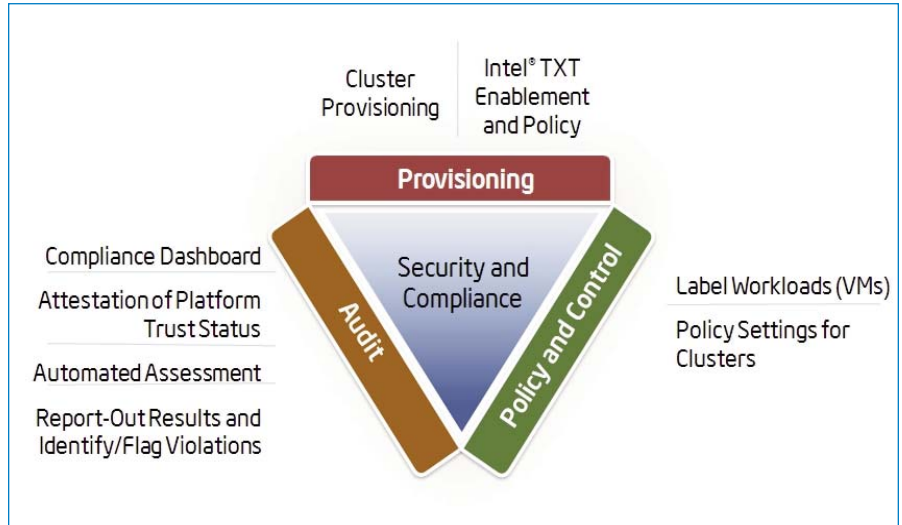 Cluster
Provisioning
Intel® TXT
Enablement
and Policy
Provisioning
Security and
Compliance
Audit
Policy and Control
Compliance Dashboard
Attestation of Platform
Trust Status
Automated Assessment
Report-Out Results and
Identify/Flag Violations
Label Workloads (VMs)
Policy Settings for
Clusters